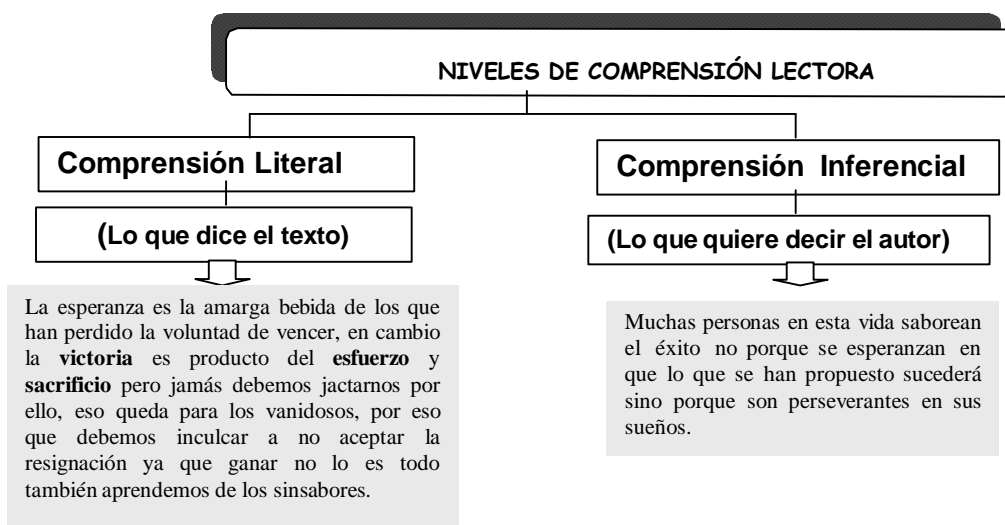 NIVELES DE COMPRENSIÓN LECTORA
Comprensión Literal
(Lo que dice el texto)
La esperanza es la amarga bebida de los que
han perdido la voluntad de vencer, en cambio
la victoria es producto del esfuerzo y
sacrificio pero jamás debemos jactarnos por
ello, eso queda para los vanidosos, por eso
que debemos inculcar a no aceptar la
resignación ya que ganar no lo es todo
también aprendemos de los sinsabores.
Comprensión Inferencial
(Lo que quiere decir el autor)
Muchas personas en esta vida saborean
el éxito no porque se esperanzan en
que lo que se han propuesto sucederá
sino porque son perseverantes en sus
sueños.